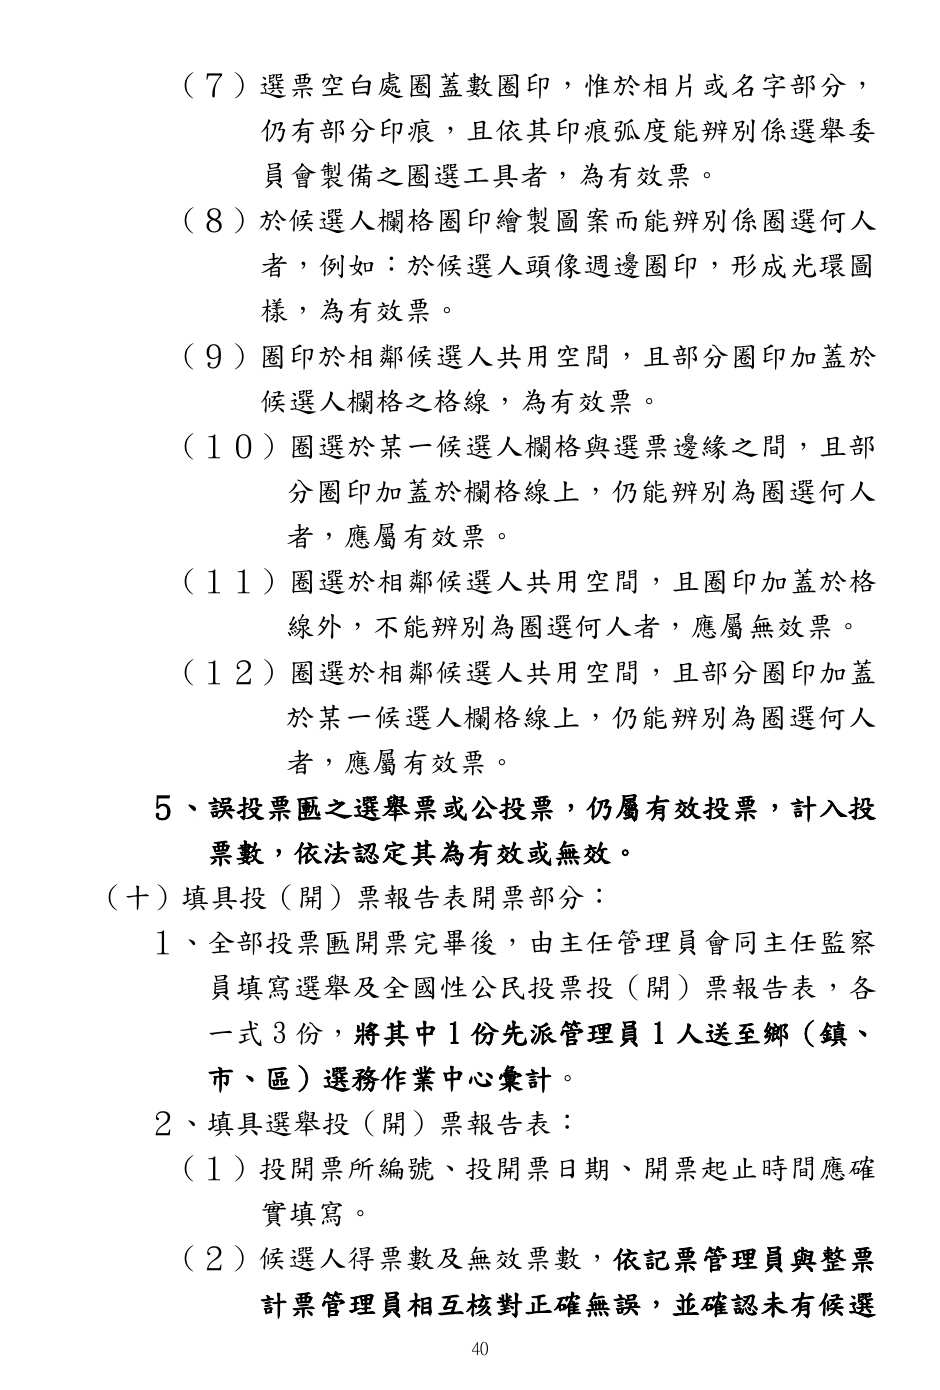 （７）選票空白處圈蓋數圈印，惟於相片或名字部分，
仍有部分印痕，且依其印痕弧度能辨別係選舉委
員會製備之圈選工具者，為有效票。
（８）於候選人欄格圈印繪製圖案而能辨別係圈選何人
者，例如：於候選人頭像週邊圈印，形成光環圖
樣，為有效票。
（９）圈印於相鄰候選人共用空間，且部分圈印加蓋於
候選人欄格之格線，為有效票。
（１０）圈選於某一候選人欄格與選票邊緣之間，且部
分圈印加蓋於欄格線上，仍能辨別為圈選何人
者，應屬有效票。
（１１）圈選於相鄰候選人共用空間，且圈印加蓋於格
線外，不能辨別為圈選何人者，應屬無效票。
（１２）圈選於相鄰候選人共用空間，且部分圈印加蓋
於某一候選人欄格線上，仍能辨別為圈選何人
者，應屬有效票。
５、誤投票匭之選舉票或公投票，仍屬有效投票，計入投
票數，依法認定其為有效或無效。
（十）填具投（開）票報告表開票部分：
１、全部投票匭開票完畢後，由主任管理員會同主任監察
員填寫選舉及全國性公民投票投（開）票報告表，各
一式 3 份，將其中 1 份先派管理員 1 人送至鄉（鎮、
市、區）選務作業中心彙計。
２、填具選舉投（開）票報告表：
（１）投開票所編號、投開票日期、開票起止時間應確
實填寫。
（２）候選人得票數及無效票數，依記票管理員與整票
計票管理員相互核對正確無誤，並確認未有候選
40